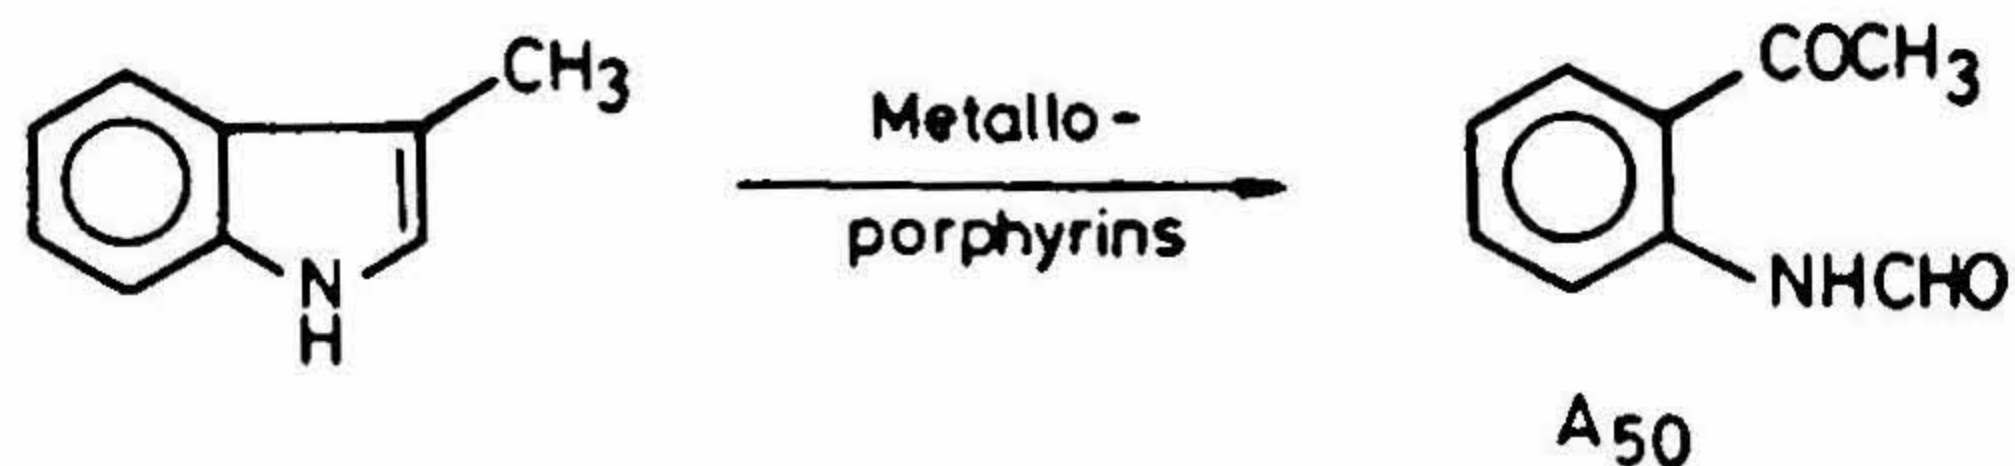 CH3
N
H
Metallo-
porphyrins
COCH3
NHCHO
A50